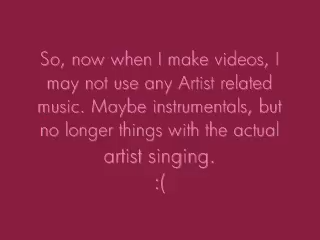 So, now when I make videos, I
may not use any Artist related
music. Maybe instrumentals, but
no longer things with the actual
artist singing.
:(